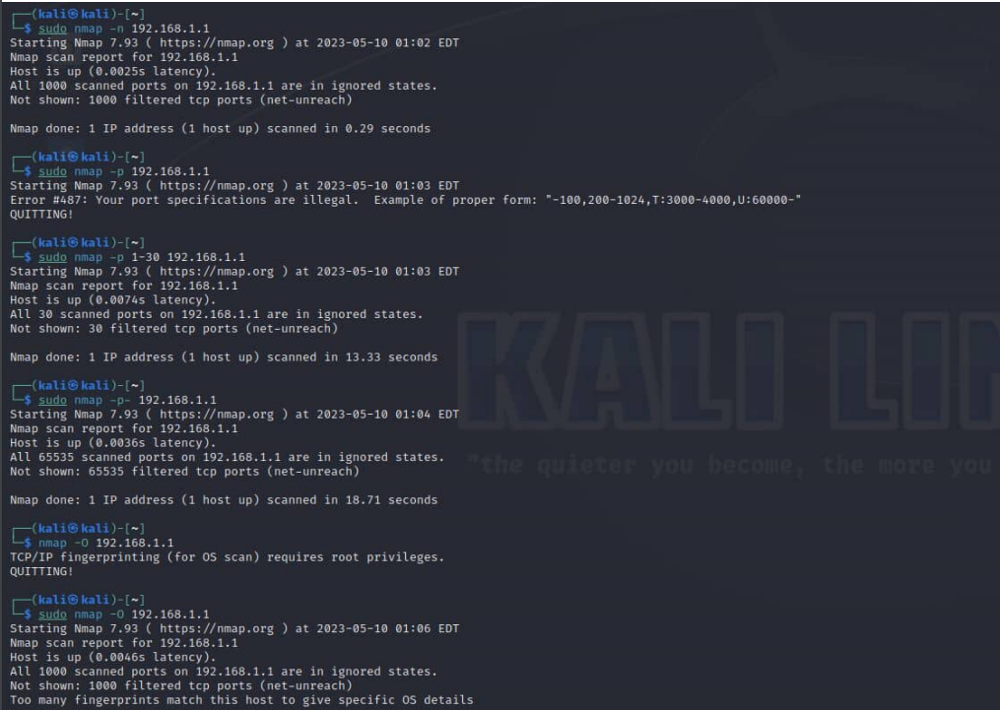 ┌──(kali㉿kali)-[~]
└─$ sudo nmap -n 192.168.1.1
Starting Nmap 7.93 ( https://nmap.org ) at 2023-05-10 01:02 EDT
Nmap scan report for 192.168.1.1
Host is up (0.0025s latency).
All 1000 scanned ports on 192.168.1.1 are in ignored states.
Not shown: 1000 filtered tcp ports (net-unreach)

Nmap done: 1 IP address (1 host up) scanned in 0.29 seconds

┌──(kali㉿kali)-[~]
└─$ sudo nmap -p 192.168.1.1
Starting Nmap 7.93 ( https://nmap.org ) at 2023-05-10 01:03 EDT
Error #487: Your port specifications are illegal.  Example of proper form: "-100,200-1024,T:3000-4000,U:60000-"
QUITTING!

┌──(kali㉿kali)-[~]
└─$ sudo nmap -p 1-30 192.168.1.1
Starting Nmap 7.93 ( https://nmap.org ) at 2023-05-10 01:03 EDT
Nmap scan report for 192.168.1.1
Host is up (0.0074s latency).
All 30 scanned ports on 192.168.1.1 are in ignored states.
Not shown: 30 filtered tcp ports (net-unreach)

Nmap done: 1 IP address (1 host up) scanned in 13.33 seconds

┌──(kali㉿kali)-[~]
└─$ sudo nmap -p- 192.168.1.1
Starting Nmap 7.93 ( https://nmap.org ) at 2023-05-10 01:04 EDT
Nmap scan report for 192.168.1.1
Host is up (0.0036s latency).
All 65535 scanned ports on 192.168.1.1 are in ignored states.
Not shown: 65535 filtered tcp ports (net-unreach)

Nmap done: 1 IP address (1 host up) scanned in 18.71 seconds

┌──(kali㉿kali)-[~]
└─$ nmap -O 192.168.1.1
TCP/IP fingerprinting (for OS scan) requires root privileges.
QUITTING!

┌──(kali㉿kali)-[~]
└─$ sudo nmap -O 192.168.1.1
Starting Nmap 7.93 ( https://nmap.org ) at 2023-05-10 01:06 EDT
Nmap scan report for 192.168.1.1
Host is up (0.0046s latency).
All 1000 scanned ports on 192.168.1.1 are in ignored states.
Not shown: 1000 filtered tcp ports (net-unreach)
Too many fingerprints match this host to give specific OS details
KALI LI
"the quieter you become, the more you